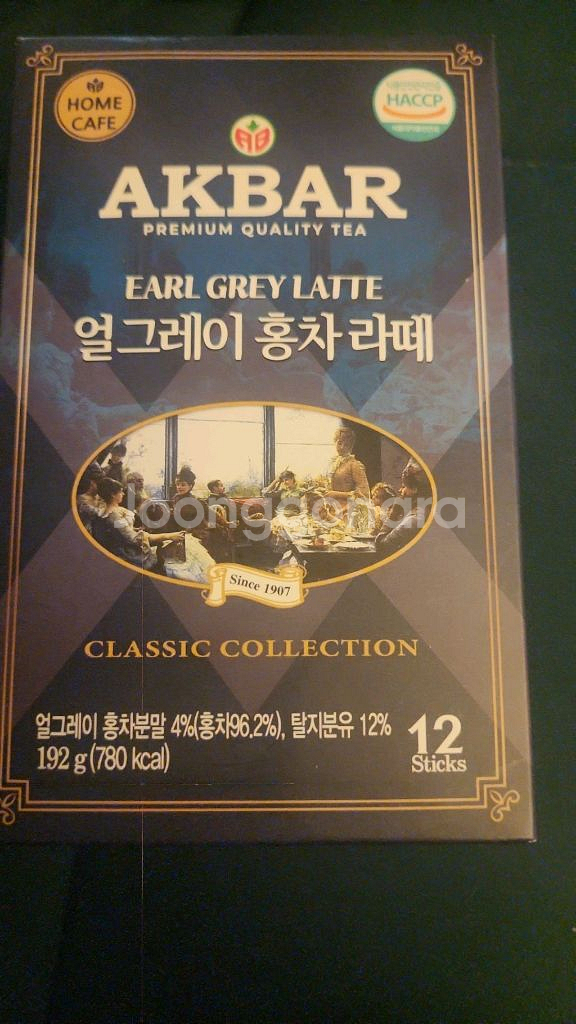 HOME
CAFE
HACCP
AKBAR
PREMIUM QUALITY TEA
EARL GREY LATTE
얼그레이 홍차 라떼
Joonggonara
Since 1907
CLASSIC COLLECTION
얼그레이 홍차분말 4%(홍차96.2%), 탈지분유 12%
192 g (780 kcal)
12
Sticks